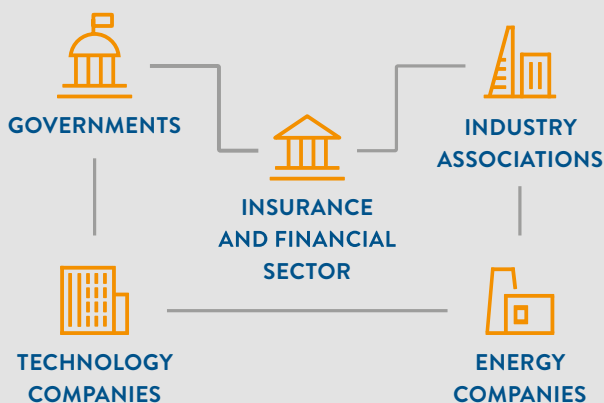 GOVERNMENTS
INDUSTRY
ASSOCIATIONS
INSURANCE
AND FINANCIAL
SECTOR
TECHNOLOGY
COMPANIES
ENERGY
COMPANIES